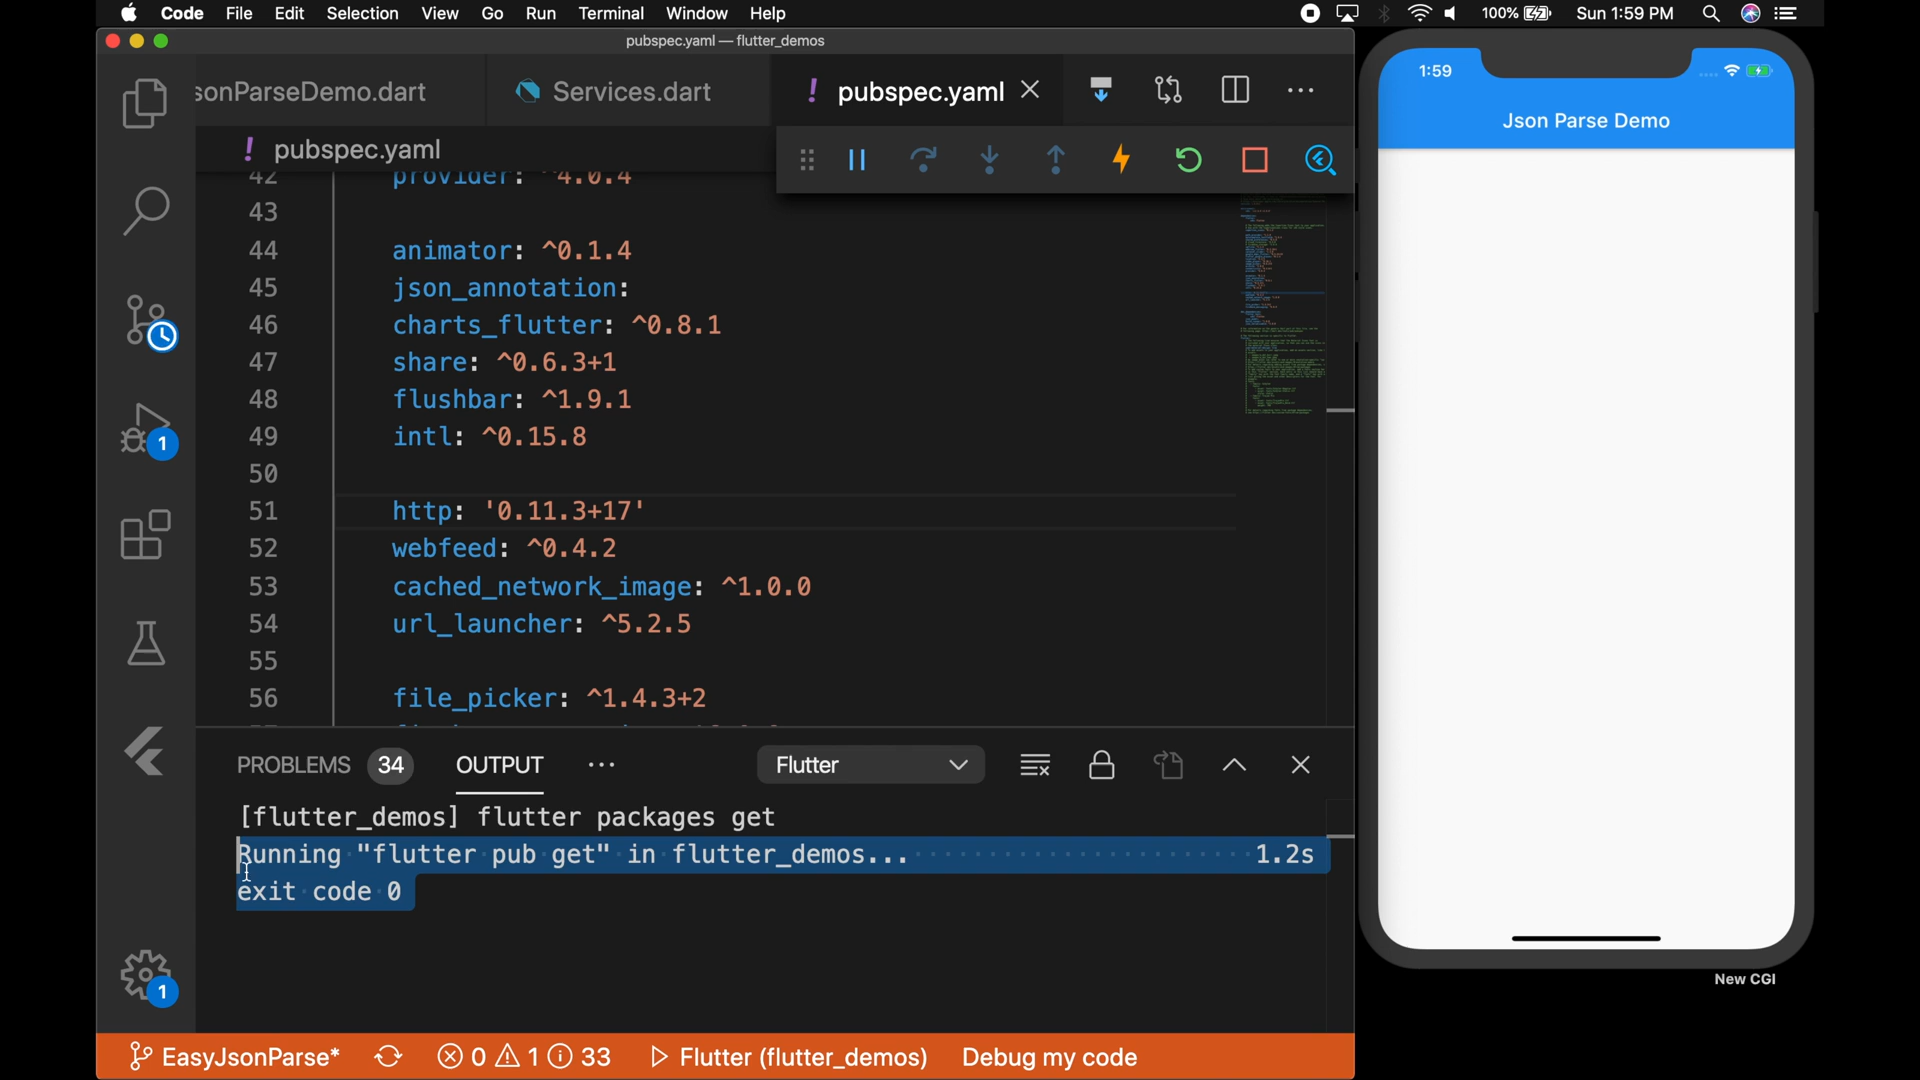 Code File Edit Selection View Go Run Terminal Window Help 100% Sun 1:59 PM
pubspec.yaml — flutter_demos
sonParseDemo.dart Services.dart ! pubspec.yaml
! pubspec.yaml
42 provider: ^4.0.4
43
44 animator: ^0.1.4
45 json_annotation:
46 charts_flutter: ^0.8.1
47 share: ^0.6.3+1
48 flushbar: ^1.9.1
49 intl: ^0.15.8
50
51 http: '0.11.3+17'
52 webfeed: ^0.4.2
53 cached_network_image: ^1.0.0
54 url_launcher: ^5.2.5
55
56 file_picker: ^1.4.3+2
1
1
PROBLEMS 34 OUTPUT Flutter
[flutter_demos] flutter packages get
Running "flutter pub get" in flutter_demos... 1.2s
exit code 0
EasyJsonParse* 0 1 33 Flutter (flutter_demos) Debug my code
1:59
Json Parse Demo
New CGI